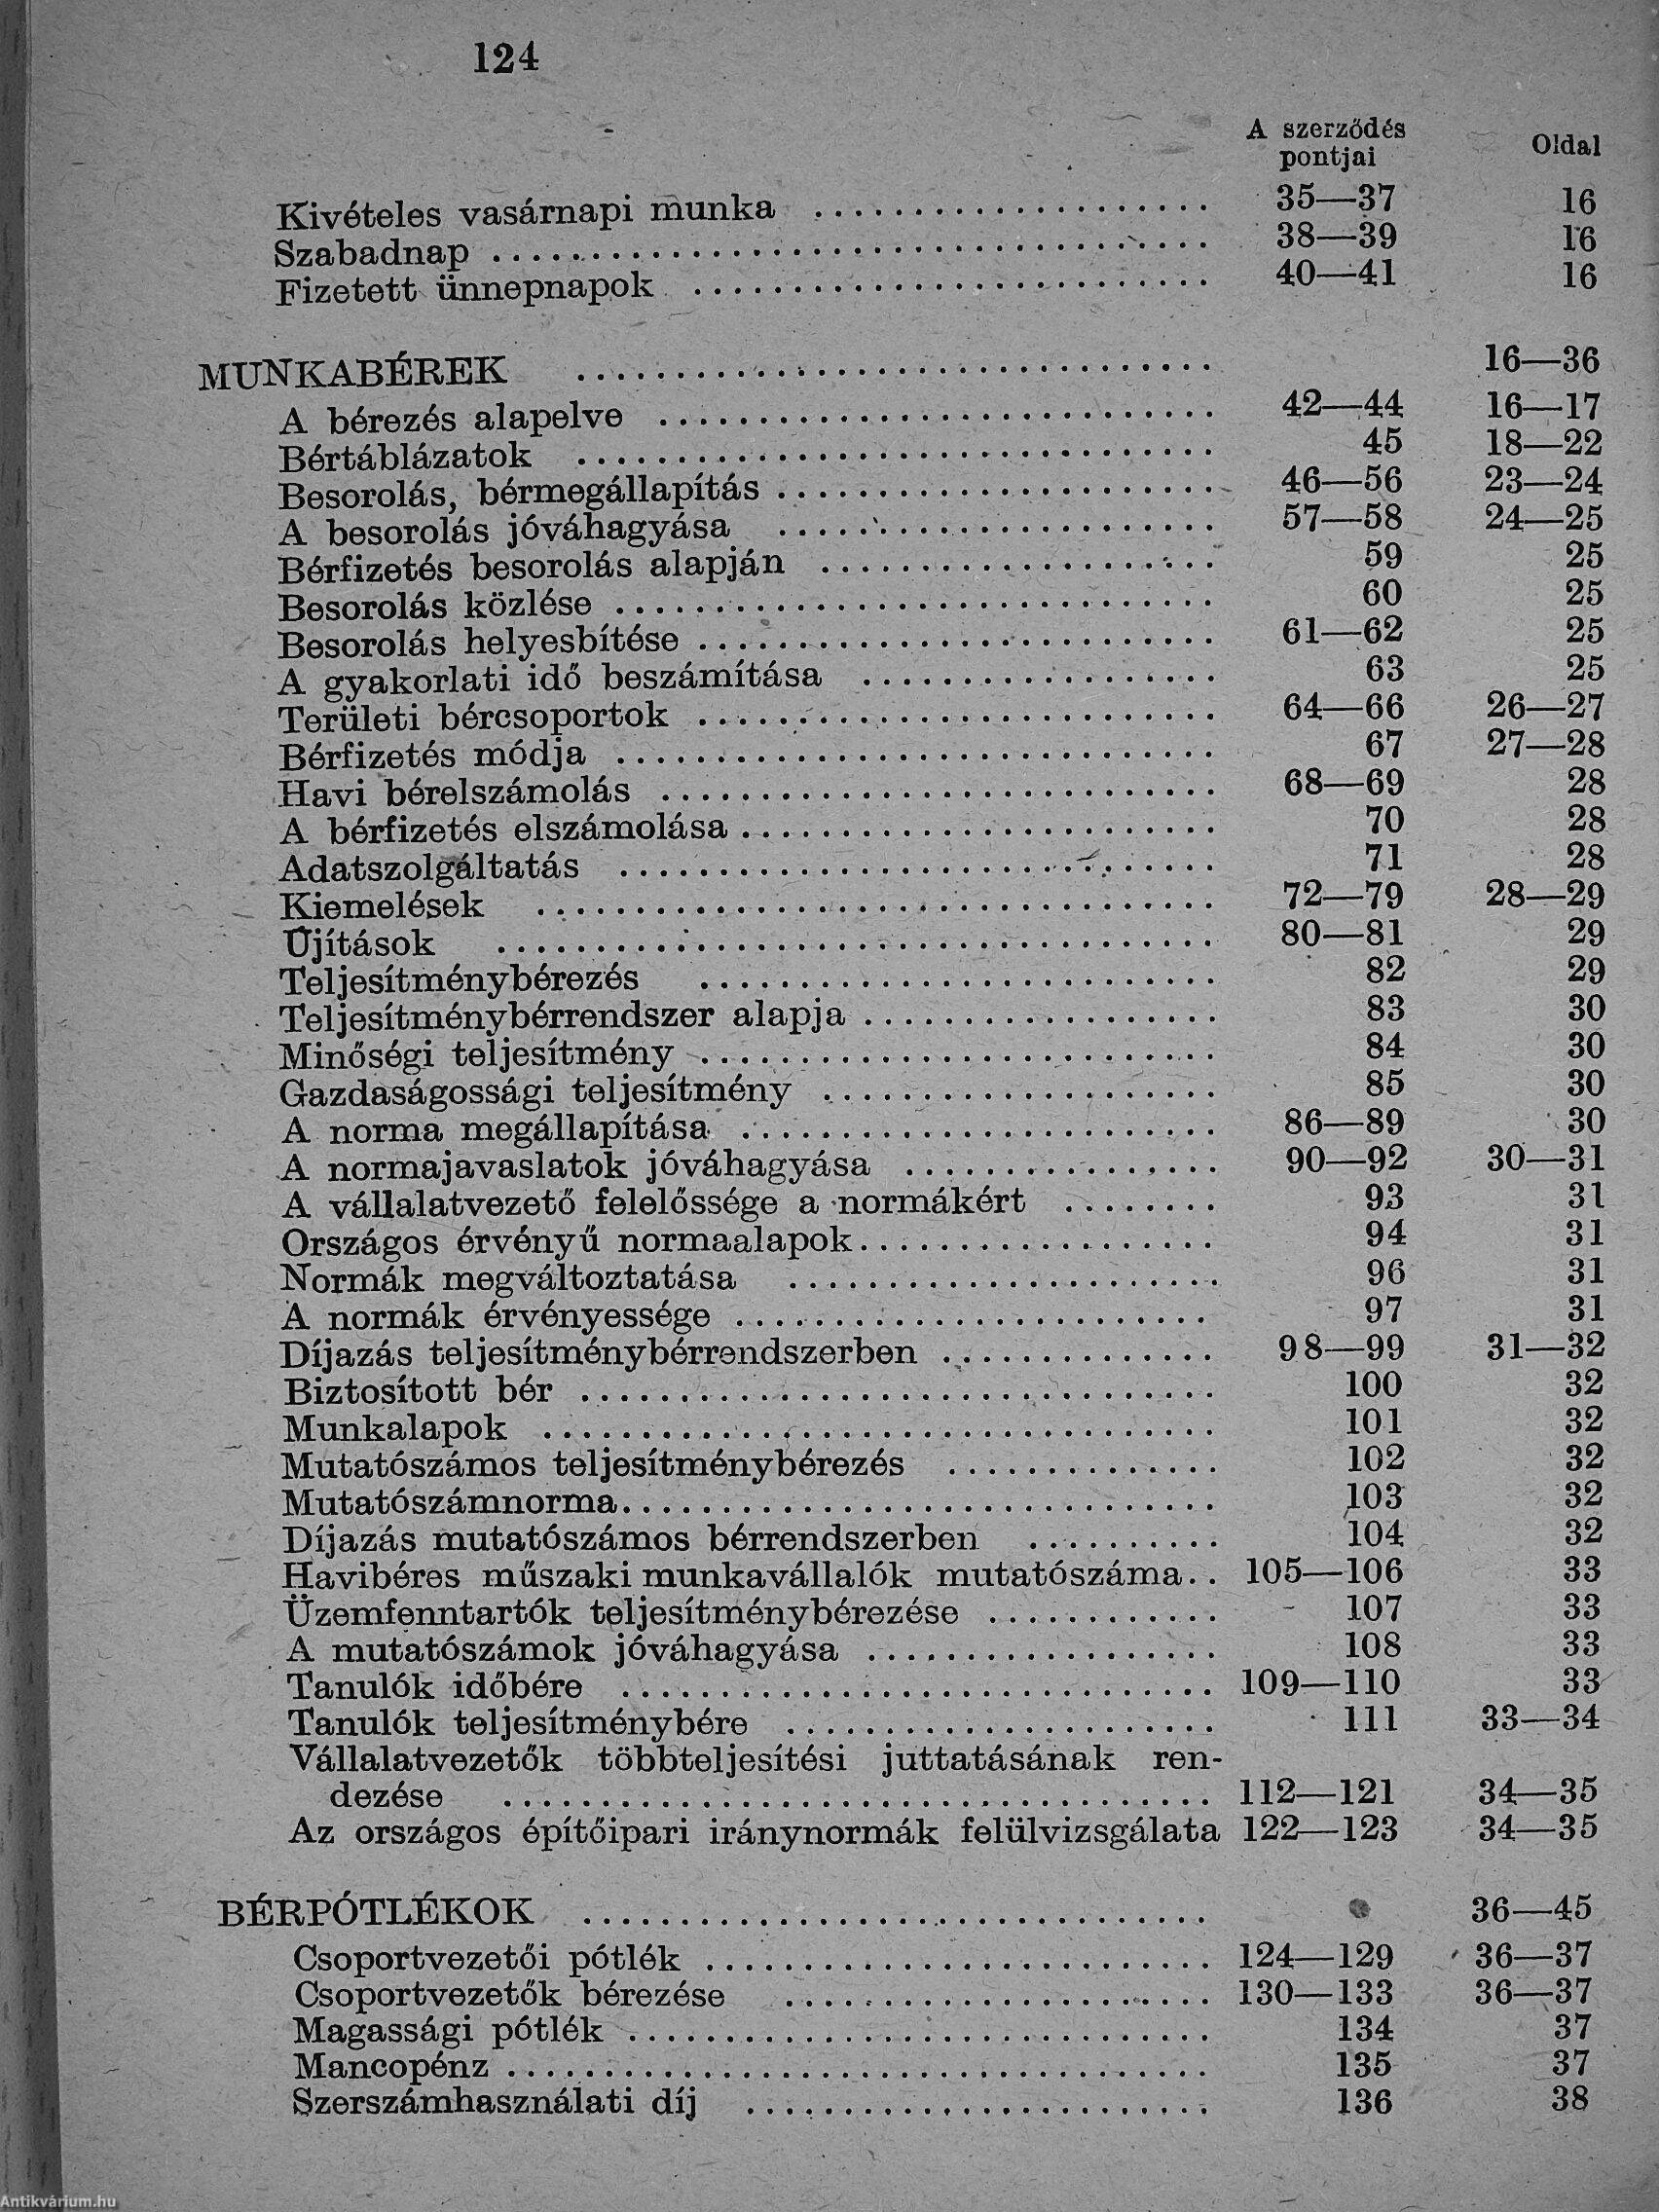 124
A szerződés
pontjai
Oldal
Kivételes vasárnapi munka .................... 35—37 16
Szabadnap .................................... 38—39 16
Fizetett ünnepnapok .......................... 40—41 16
MUNKABÉREK ................................ 16—36
A bérezés alapelve ............................ 42—44 16—17
Bértáblázatok ................................ 45 18—22
Besorolás, bérmegállapítás ...................... 46—56 23—24
A besorolás jóváhagyása ...................... 57—58 24—25
Bérfizetés besorolás alapján .................... 59 25
Besorolás közlése .............................. 60 25
Besorolás helyesbítése .......................... 61—62 25
A gyakorlati idő beszámítása .................. 63 25
Területi bércsoportok .......................... 64—66 26—27
Bérfizetés módja .............................. 67 27—28
Havi bérelszámolás ............................ 68—69 28
A bérfizetés elszámolása ........................ 70 28
Adatszolgáltatás .............................. 71 28
Kiemelések .................................. 72—79 28—29
Újítások .................................... 80—81 29
Teljesítménybérezés .......................... 82 29
Teljesítménybérrendszer alapja .................. 83 30
Minőségi teljesítmény .......................... 84 30
Gazdaságossági teljesítmény .................... 85 30
A norma megállapítása ........................ 86—89 30
A normajavaslatok jóváhagyása ................ 90—92 30—31
A vállalatvezető felelőssége a normákért ........ 93 31
Országos érvényű normaalapok .................. 94 31
Normák megváltoztatása ...................... 96 31
A normák érvényessége ........................ 97 31
Díjazás teljesítménybérrendszerben .............. 98—99 31—32
Biztosított bér ................................ 100 32
Munkalapok .................................. 101 32
Mutatószámos teljesítménybérezés .............. 102 32
Mutatószámnorma.............................. 103 32
Díjazás mutatószámos bérrendszerben .......... 104 32
Havibéres műszaki munkavállalók mutatószáma.. 105—106 33
Üzemfenntartók teljesítménybérezése ............ 107 33
A mutatószámok jóváhagyása .................. 108 33
Tanulók időbére .............................. 109—110 33
Tanulók teljesítménybére ...................... 111 33—34
Vállalatvezetők többteljesítési juttatásának ren-
dezése .................................... 112—121 34—35
Az országos építőipari iránynormák felülvizsgálata 122—123 34—35
BÉRPÓTLÉKOK ................................ 36—45
Csoportvezetői pótlék .......................... 124—129 36—37
Csoportvezetők bérezése ...................... 130—133 36—37
Magassági pótlék .............................. 134 37
Mancopénz .................................... 135 37
Szerszámhasználati díj ........................ 136 38
Antikvárium.hu